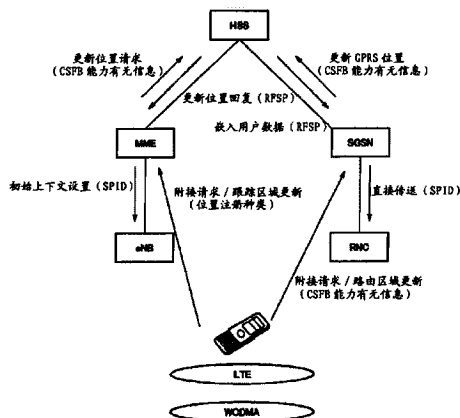 HSS
更新位置请求
(CSFB 能力有无信息)
更新 GPRS 位置
(CSFB 能力有无信息)
更新位置回复(RFSP)
嵌入用户数据(RFSP)
MME
SGSN
初始上下文设置(SPID)
附接请求/跟踪区域更新
(位置注册种类)
直接传送(SPID)
eNB
RNC
附接请求/路由区域更新
(CSFB 能力有无信息)
LTE
WCDMA